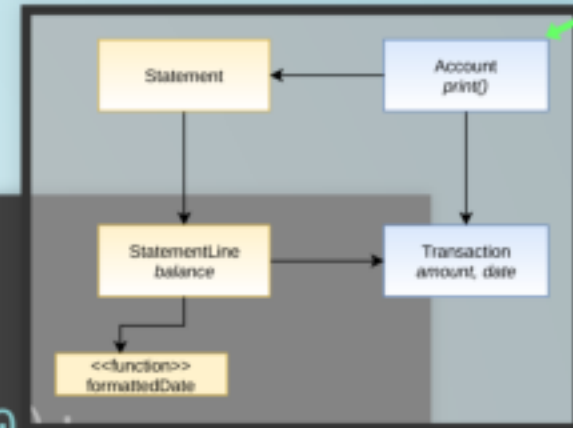 Statement
Account
print()
StatementLine
balance
Transaction
amount, date
<<function>>
formattedDate
) :